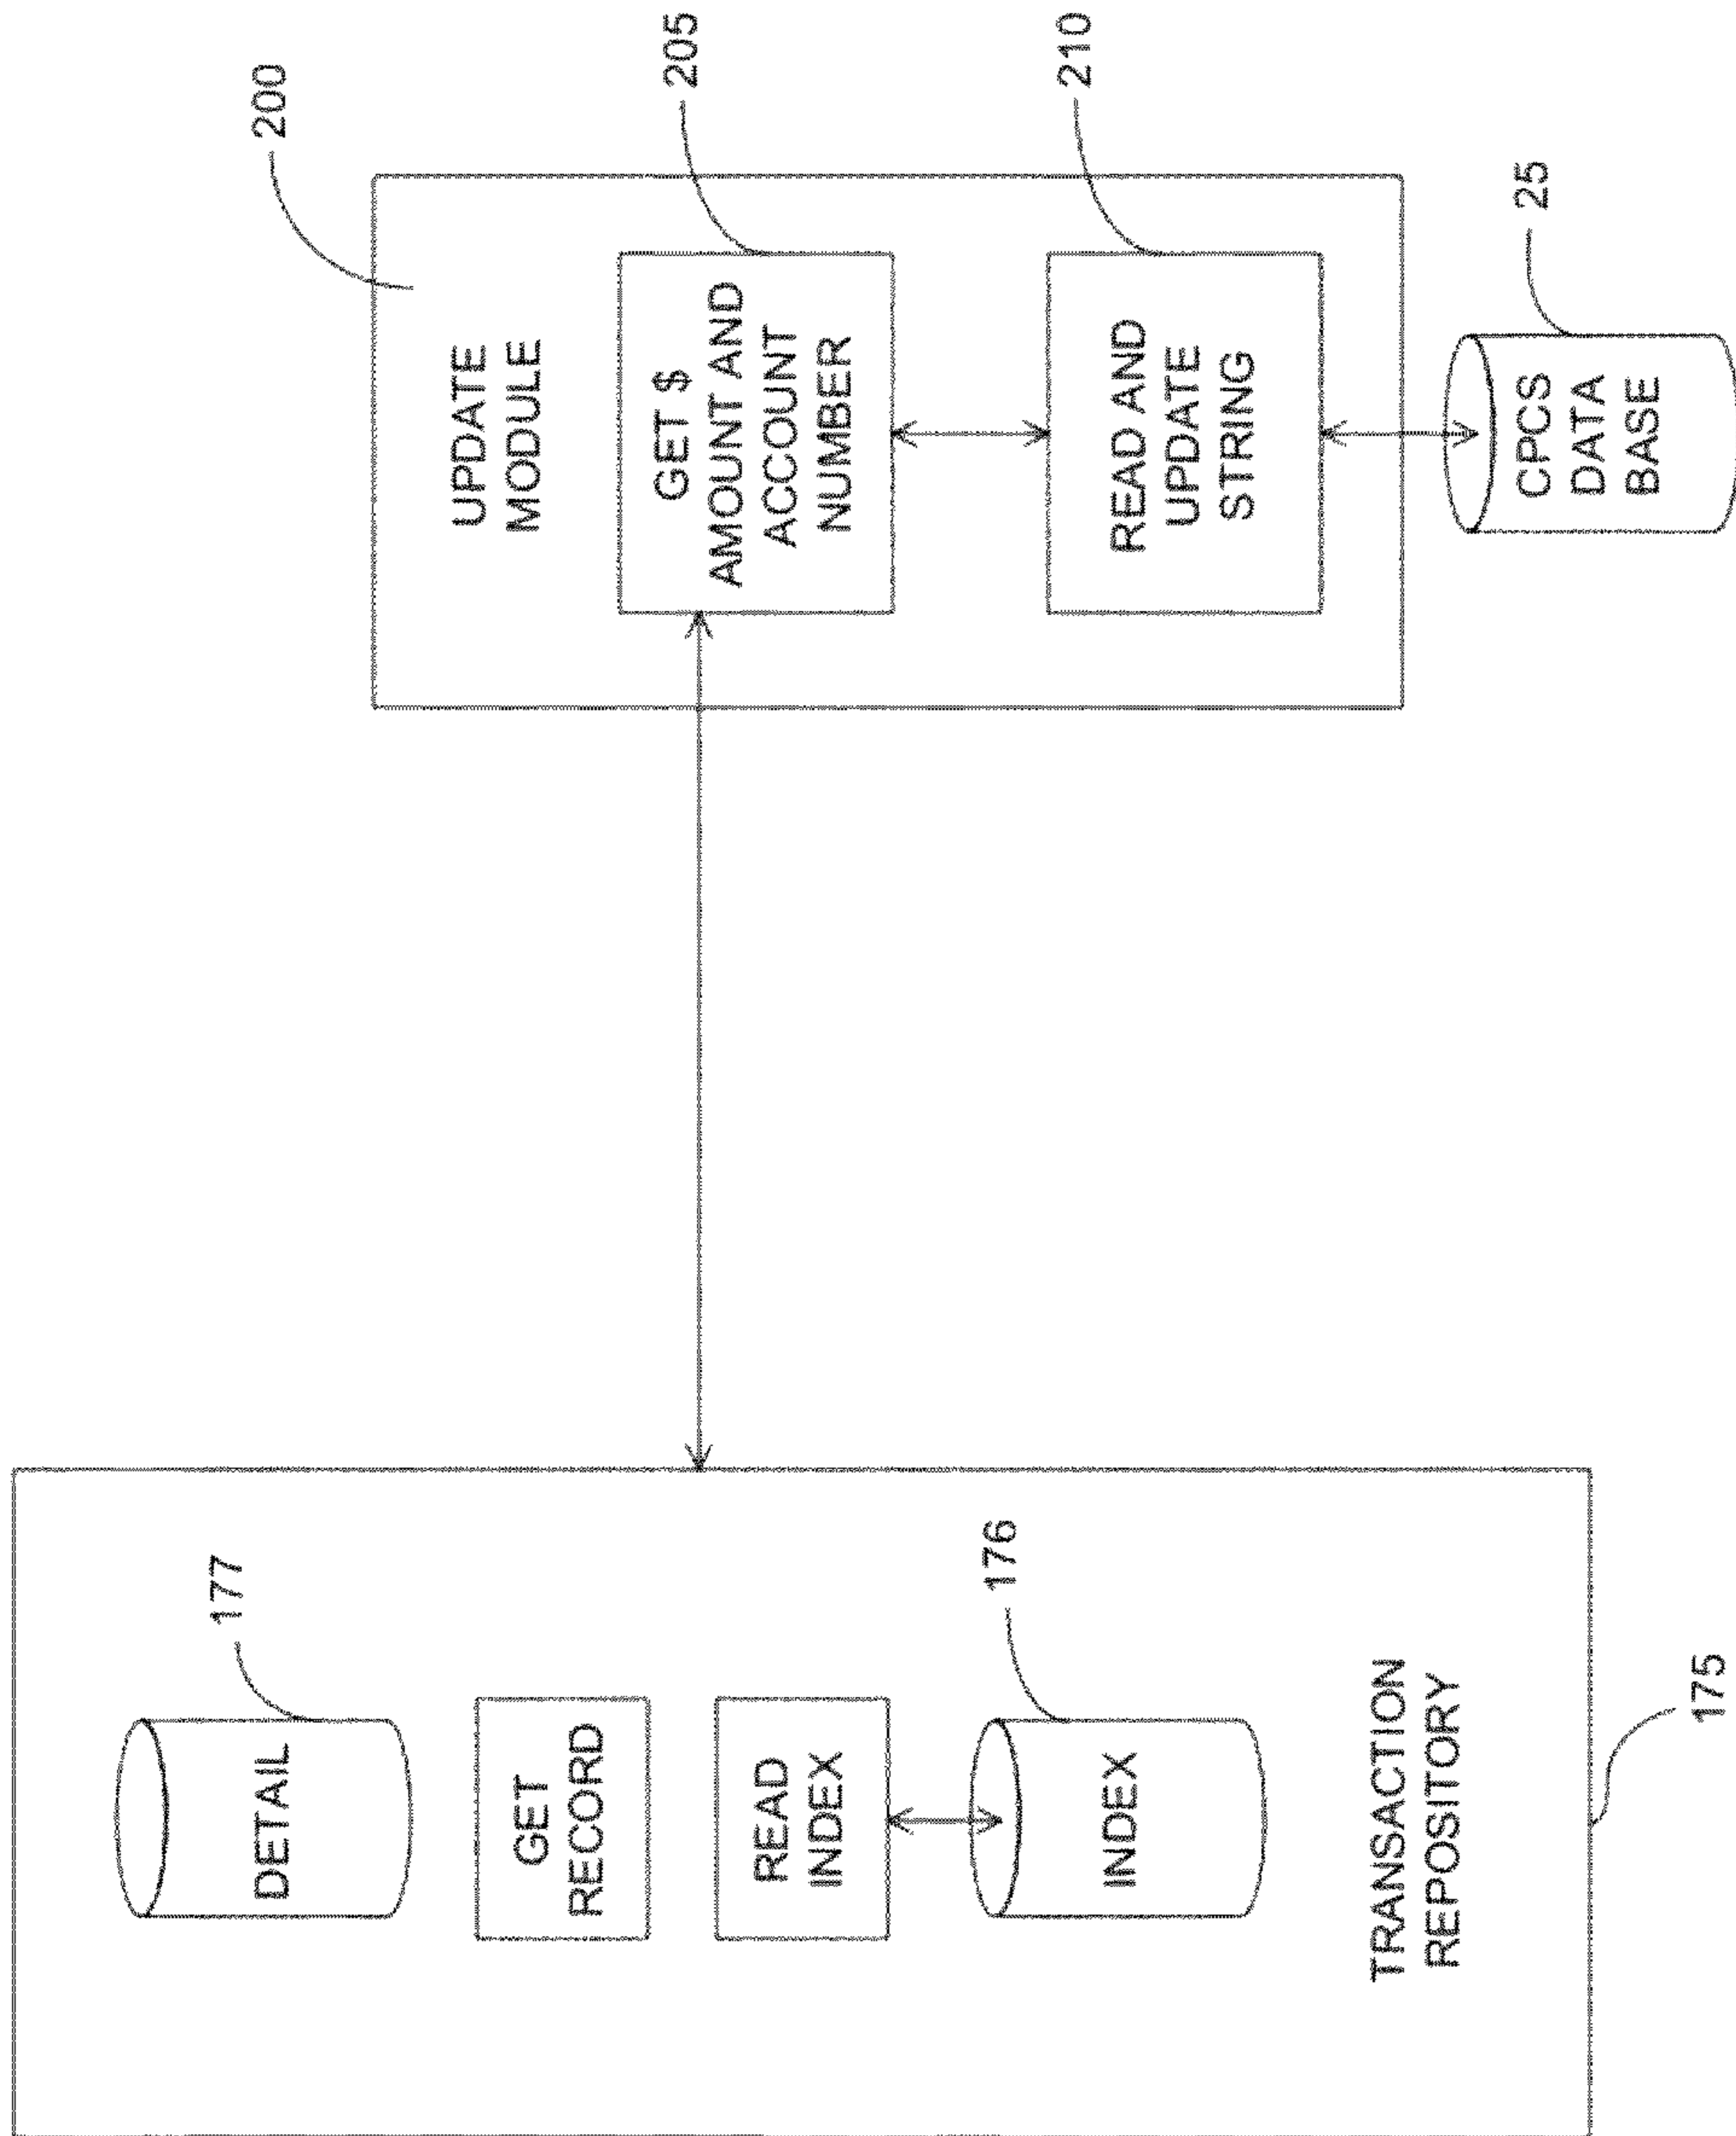 177
DETAIL
GET
RECORD
READ
INDEX
176
INDEX
TRANSACTION
REPOSITORY
175
200
UPDATE
MODULE
205
GET $
AMOUNT AND
ACCOUNT
NUMBER
210
READ AND
UPDATE
STRING
25
CPCS
DATA
BASE